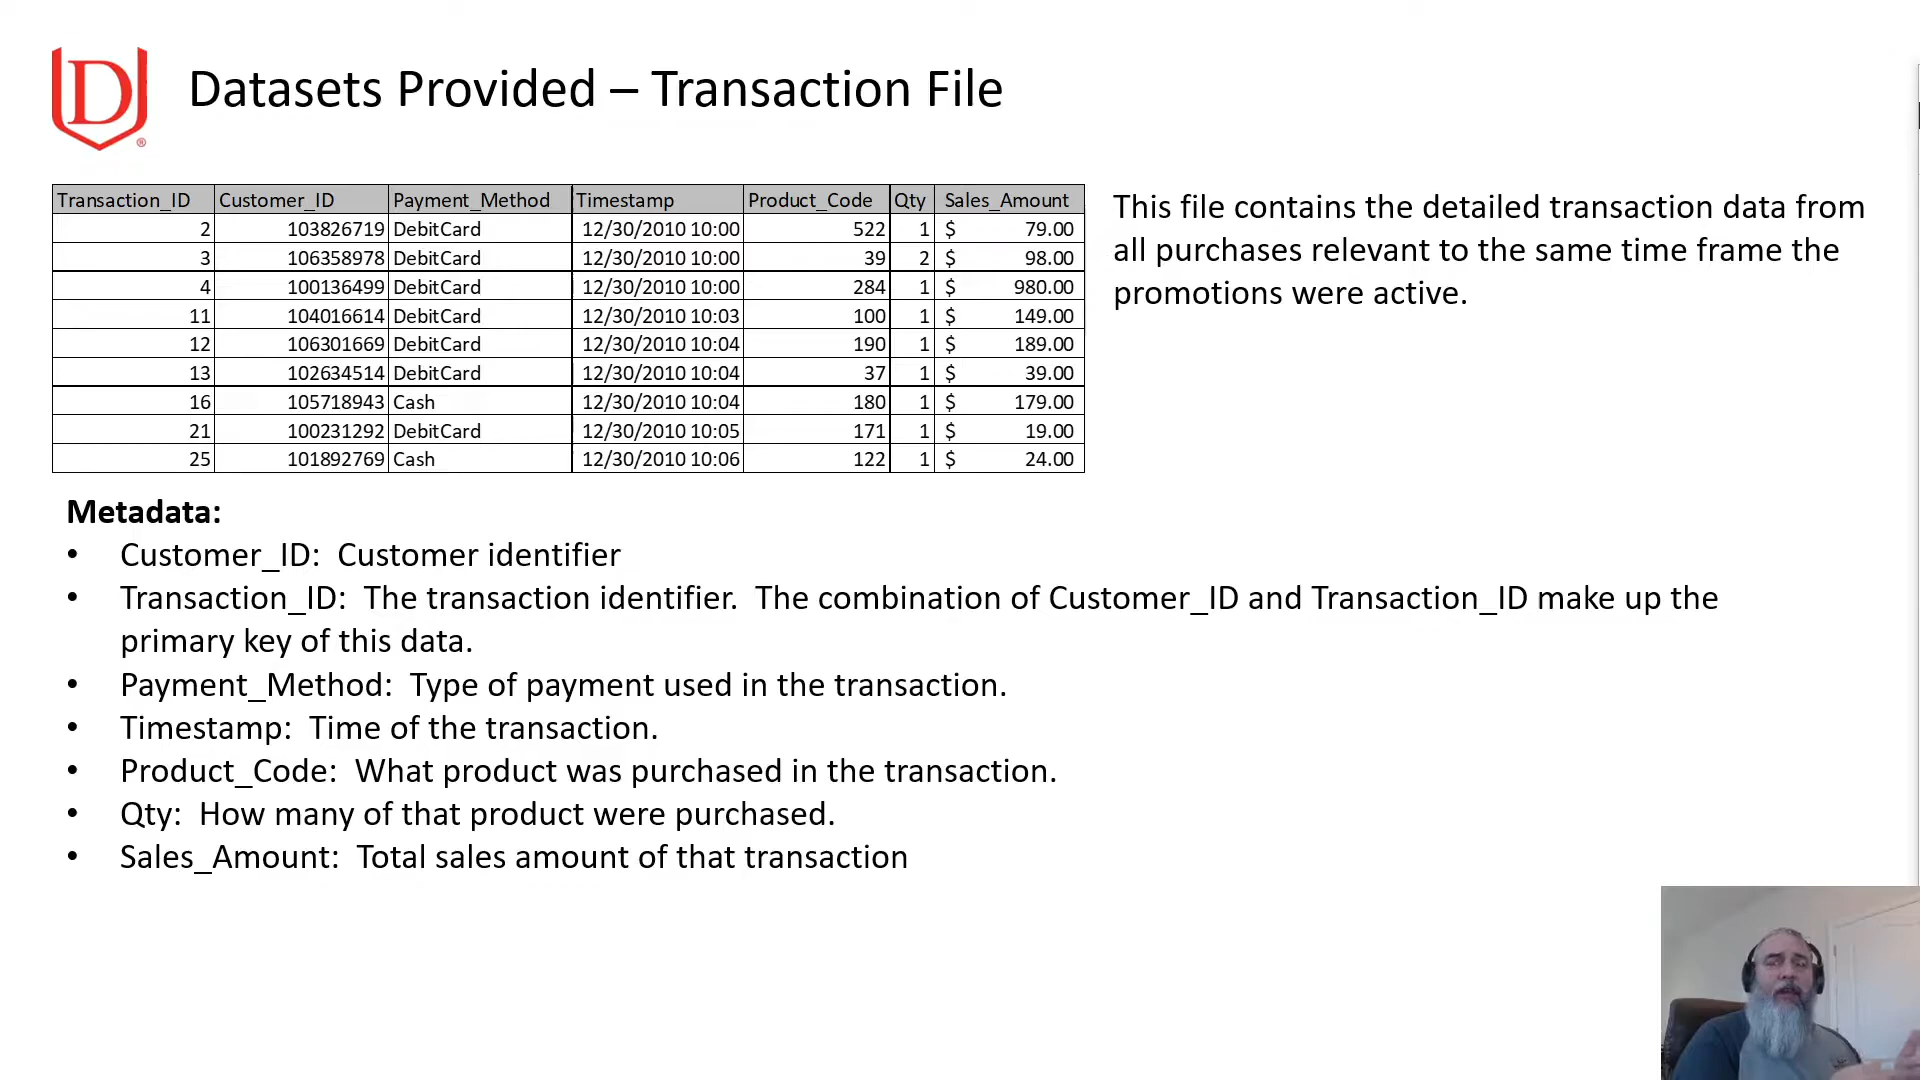 D
®
Datasets Provided – Transaction File
Transaction_ID Customer_ID Payment_Method Timestamp Product_Code Qty Sales_Amount
2 103826719 DebitCard 12/30/2010 10:00 522 1 $ 79.00
3 106358978 DebitCard 12/30/2010 10:00 39 2 $ 98.00
4 100136499 DebitCard 12/30/2010 10:00 284 1 $ 980.00
11 104016614 DebitCard 12/30/2010 10:03 100 1 $ 149.00
12 106301669 DebitCard 12/30/2010 10:04 190 1 $ 189.00
13 102634514 DebitCard 12/30/2010 10:04 37 1 $ 39.00
16 105718943 Cash 12/30/2010 10:04 180 1 $ 179.00
21 100231292 DebitCard 12/30/2010 10:05 171 1 $ 19.00
25 101892769 Cash 12/30/2010 10:06 122 1 $ 24.00
This file contains the detailed transaction data from
all purchases relevant to the same time frame the
promotions were active.
Metadata:
• Customer_ID: Customer identifier
• Transaction_ID: The transaction identifier. The combination of Customer_ID and Transaction_ID make up the
primary key of this data.
• Payment_Method: Type of payment used in the transaction.
• Timestamp: Time of the transaction.
• Product_Code: What product was purchased in the transaction.
• Qty: How many of that product were purchased.
• Sales_Amount: Total sales amount of that transaction